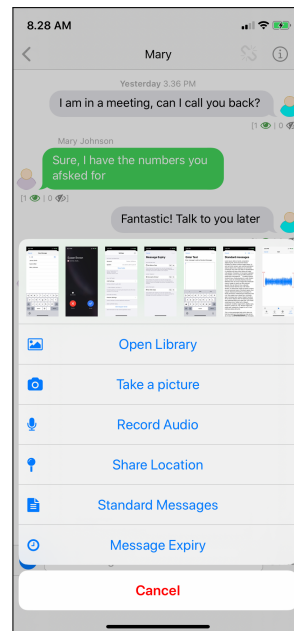 8.28 AM
Mary
Yesterday 3.36 PM
I am in a meeting, can I call you back?
[1 | 0
Mary Johnson
Sure, I have the numbers you
afsked for
[1 | 0 ]
Fantastic! Talk to you later
Open Library
Take a picture
Record Audio
Share Location
Standard Messages
Message Expiry
Cancel